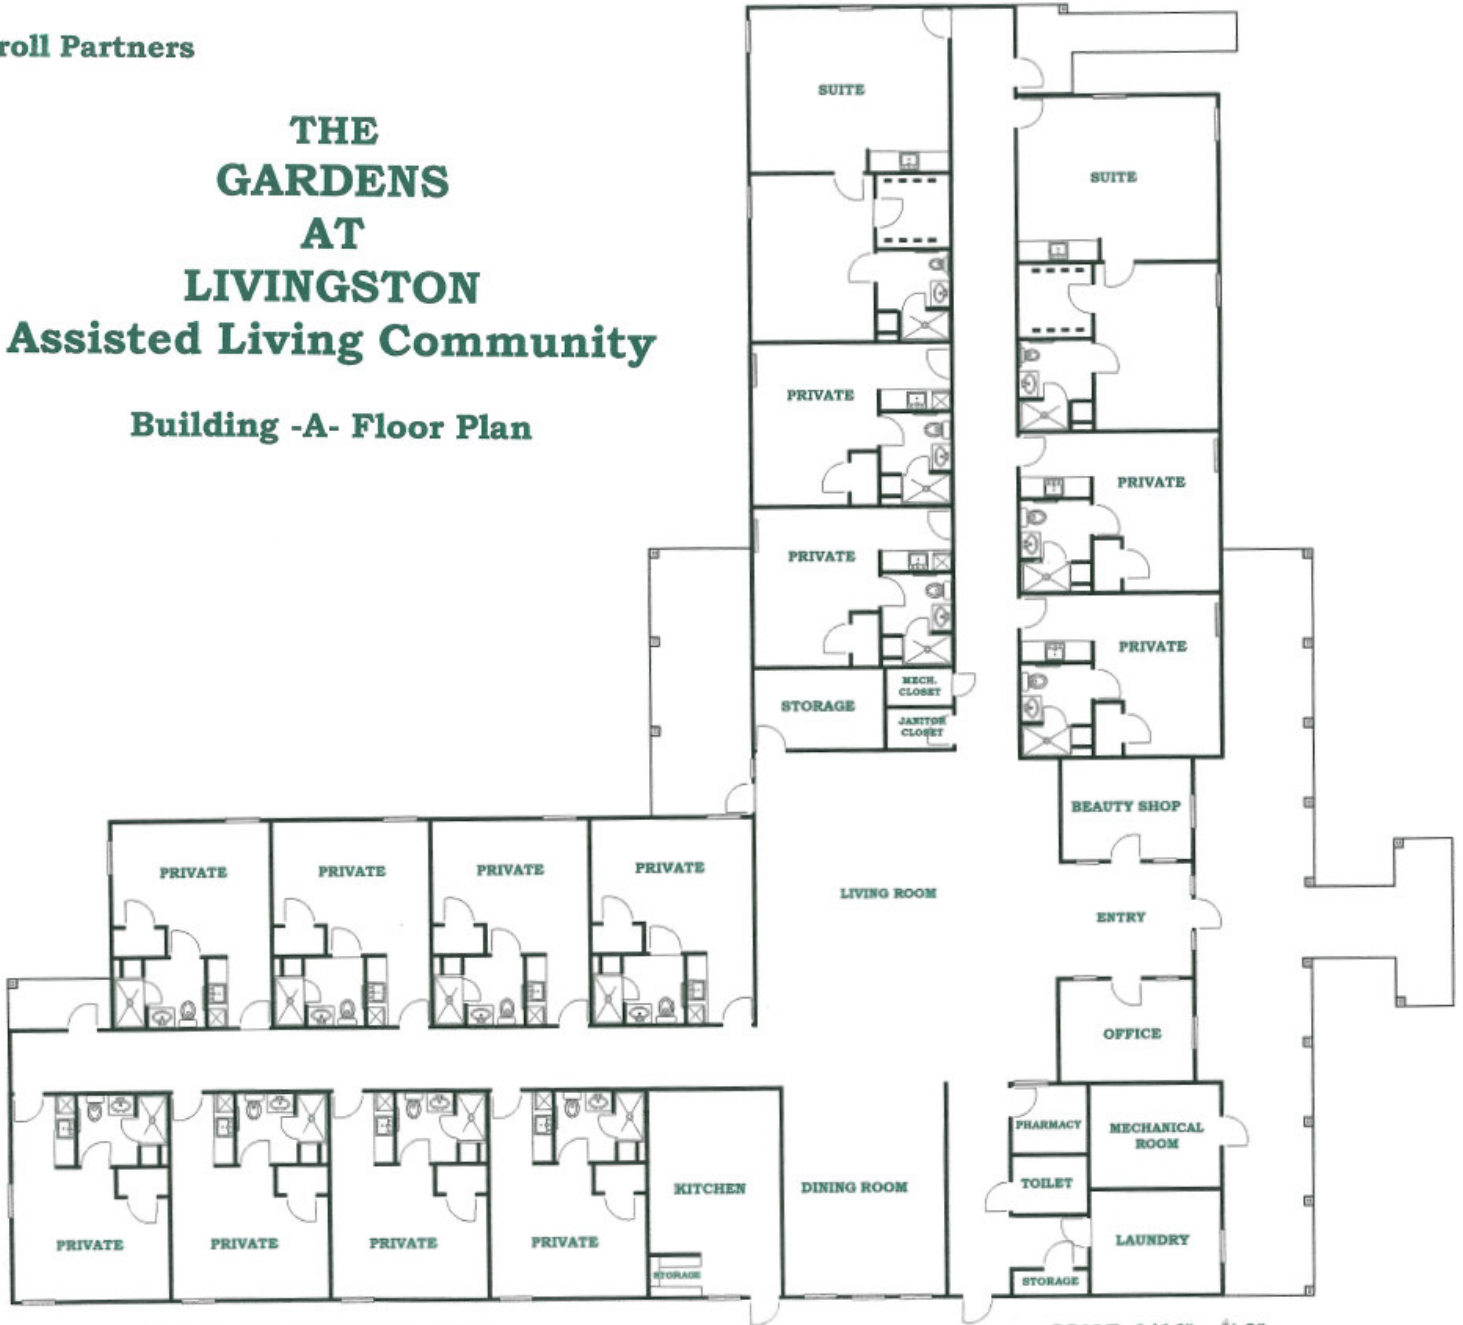 roll Partners
THE
GARDENS
AT
LIVINGSTON
Assisted Living Community
Building -A- Floor Plan
SUITE
SUITE
PRIVATE
PRIVATE
PRIVATE
PRIVATE
MECH.
CLOSET
STORAGE
JANITOR
CLOSET
BEAUTY SHOP
PRIVATE
PRIVATE
PRIVATE
PRIVATE
LIVING ROOM
ENTRY
OFFICE
PHARMACY
MECHANICAL
ROOM
TOILET
KITCHEN
DINING ROOM
PRIVATE
PRIVATE
PRIVATE
PRIVATE
LAUNDRY
STORAGE
STORAGE